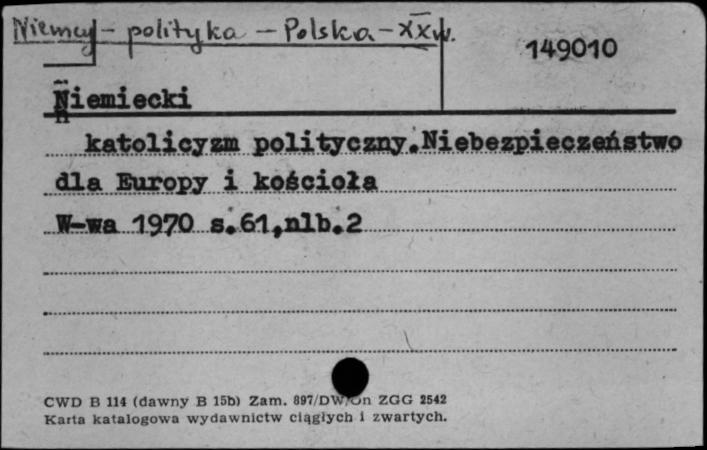 Niemcy - polityka - Polska - XX w.
149010
Niemiecki
katolicyzm polityczny.Niebezpieczeństwo
dla Europy i kościoła
W-wa 1970 s.61,nlb.2
CWD B 114 (dawny B 15b) Zam. 897/DW/On ZGG 2542
Karta katalogowa wydawnictw ciągłych i zwartych.